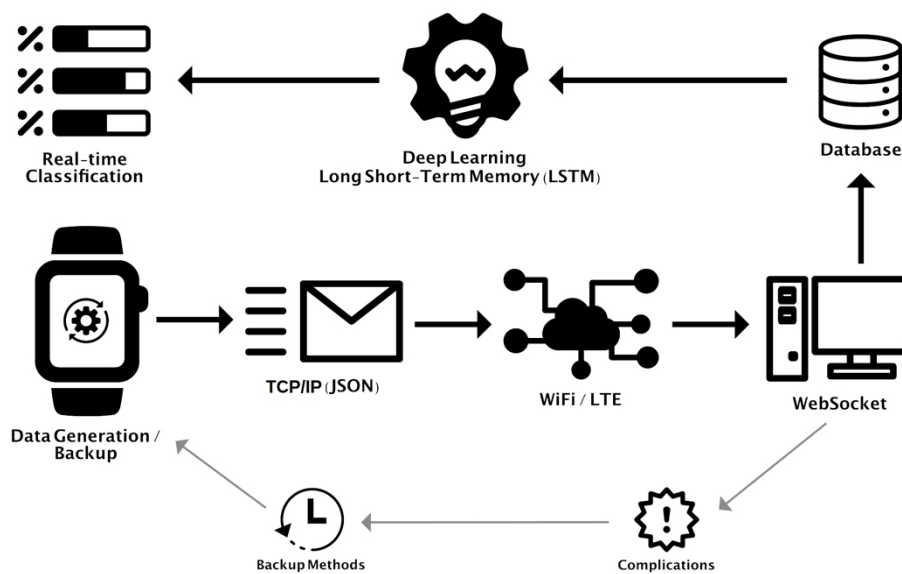 Real-time
Classification
Deep Learning
Long Short-Term Memory (LSTM)
Database
Data Generation /
Backup
TCP/IP (JSON)
WiFi / LTE
WebSocket
Backup Methods
Complications